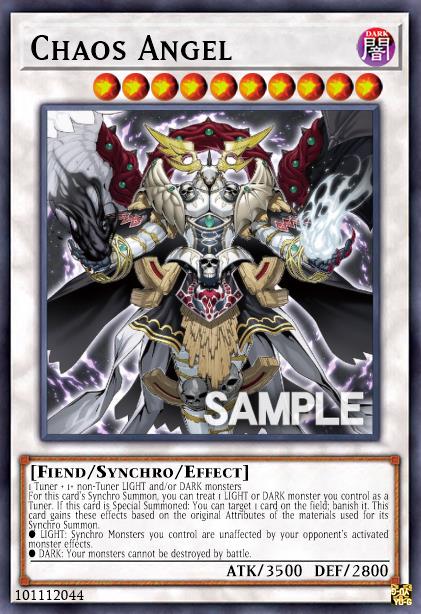 CHAOS ANGEL
DARK
闇
SAMPLE
[FIEND/SYNCHRO/EFFECT]
1 Tuner + 1+ non-Tuner LIGHT and/or DARK monsters
For this card's Synchro Summon, you can treat 1 LIGHT or DARK monster you control as a
Tuner. If this card is Special Summoned: You can target 1 card on the field; banish it. This
card gains these effects based on the original Attributes of the materials used for its
Synchro Summon.
● LIGHT: Synchro Monsters you control are unaffected by your opponent's activated
monster effects.
● DARK: Your monsters cannot be destroyed by battle.
ATK/3500 DEF/2800
101112044